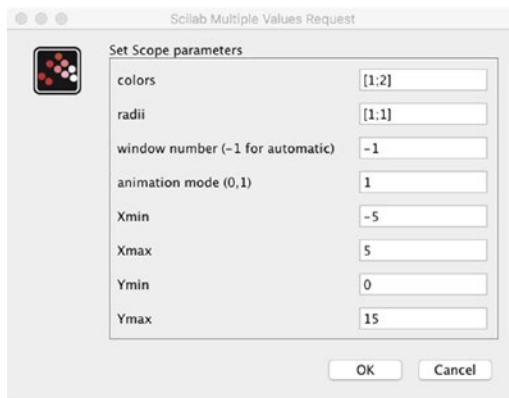 Scilab Multiple Values Request
Set Scope parameters
colors [1;2]
radii [1;1]
window number (-1 for automatic) -1
animation mode (0,1) 1
Xmin -5
Xmax 5
Ymin 0
Ymax 15
OK Cancel